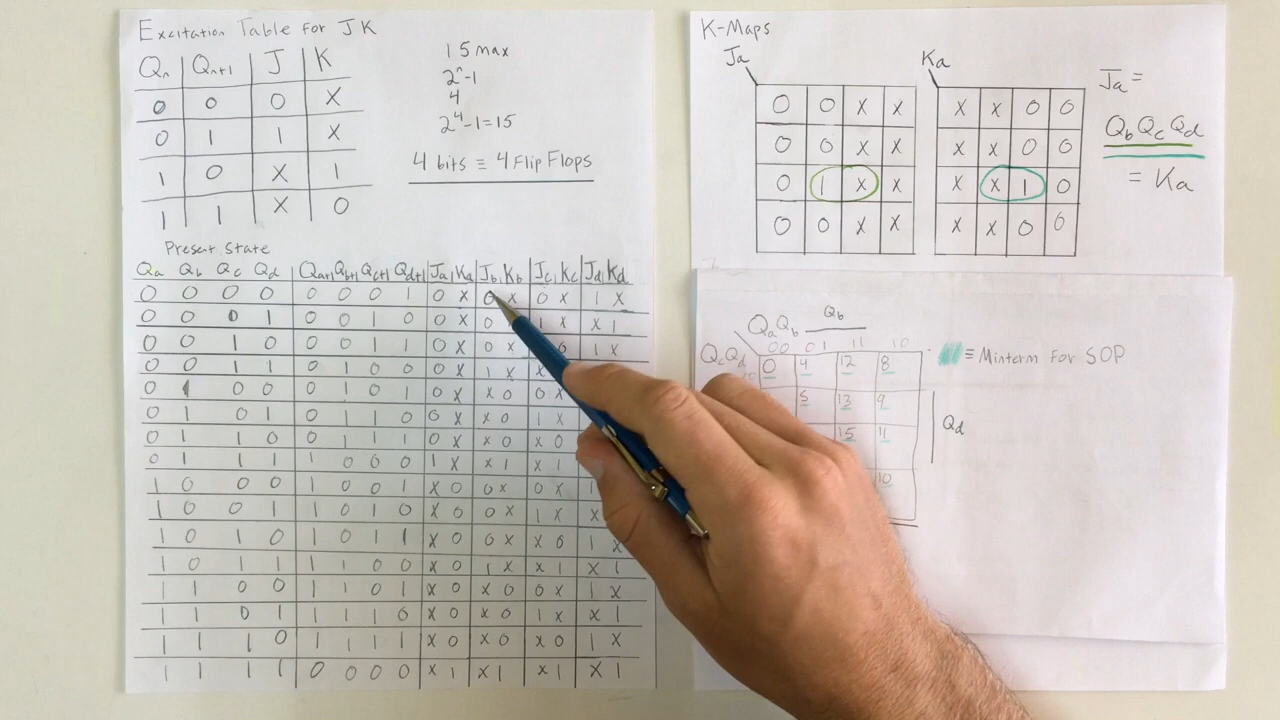 Excitation Table for JK
Qn Qn+1 J K
0 0 0 X
0 1 1 X
1 0 X 1
1 1 X 0
15 max
2^n-1
4
2^4-1=15
4 bits ≡ 4 Flip Flops
Present State
Qa Qb Qc Qd Qa+1 Qb+1 Qc+1 Qd+1 Ja Ka Jb Kb Jc Kc Jd Kd
0 0 0 0 0 0 0 1 0 X 0 X 0 X 1 X
0 0 0 1 0 0 1 0 0 X 0 1 X X 1
0 0 1 0 0 0 1 1 0 X 0 X 0 1 X
0 0 1 1 0 1 0 0 0 X 1 X X
0 1 0 0 0 1 0 1 0 X X 0 0 X
0 1 0 1 0 1 1 0 0 X X 0 1 X
0 1 1 0 0 1 1 1 0 X X 0 X 0
0 1 1 1 1 0 0 0 1 X X 1 X 1
1 0 0 0 1 0 0 1 X 0 0 X 0 X 1
1 0 0 1 1 0 1 0 X 0 0 X 1 X X
1 0 1 0 1 0 1 1 X 0 0 X X 0 1 X
1 0 1 1 1 1 0 0 X 0 1 X X 1 X 1
1 1 0 0 1 1 0 1 X 0 X 0 0 X 1 X
1 1 0 1 1 1 1 0 X 0 X 0 1 X X 1
1 1 1 0 1 1 1 1 X 0 X 0 X 0 1 X
1 1 1 1 0 0 0 0 X 1 X 1 X 1 X 1
K-Maps
Ja
0 0 X X
0 0 X X
0 1 X X
0 0 X X
Ka
X X 0 0
X X 0 0
X X 1 0
X X 0 0
Ja =
QbQcQd
= Ka
Qb
QaQb
00 01 11 10
QcQd
0 4 12 8
5 13 9
15 11
10
Qd
≡ Minterm for SOP